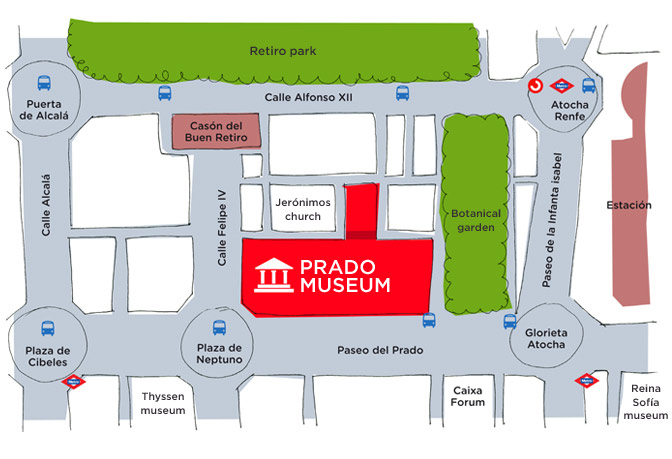 Retiro park
Puerta
de Alcalá
Calle Alfonso XII
Atocha
Renfe
Casón del
Buen Retiro
Calle Alcalá
Calle Felipe IV
Jerónimos
church
Botanical
garden
Paseo de la Infanta isabel
Estación
PRADO
MUSEUM
Plaza de
Cibeles
Plaza de
Neptuno
Paseo del Prado
Glorieta
Atocha
Thyssen
museum
Caixa
Forum
Reina
Sofía
museum